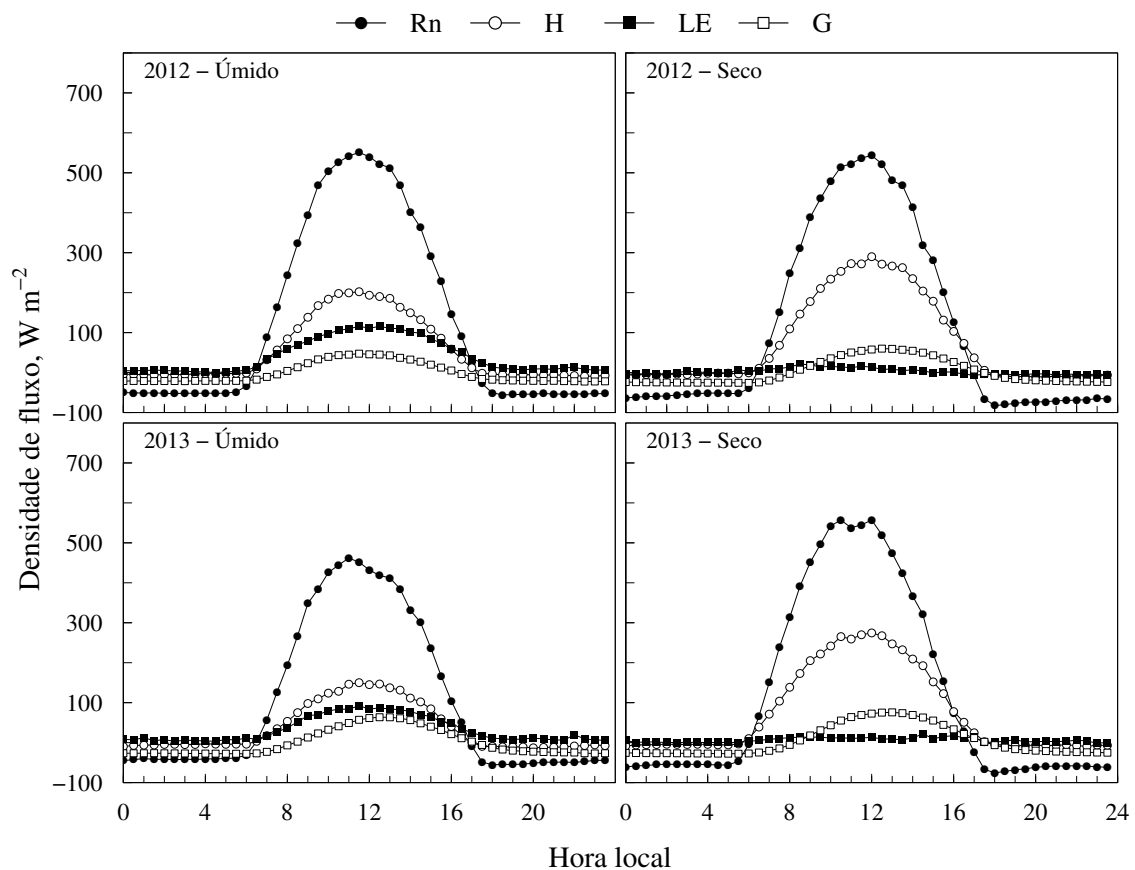 Rn H LE G
2012 – Úmido
2012 – Seco
700
500
300
100
−100
2013 – Úmido
2013 – Seco
700
500
300
100
−100
0 4 8 12 16 20 0 4 8 12 16 20 24
Densidade de fluxo, W m⁻²
Hora local